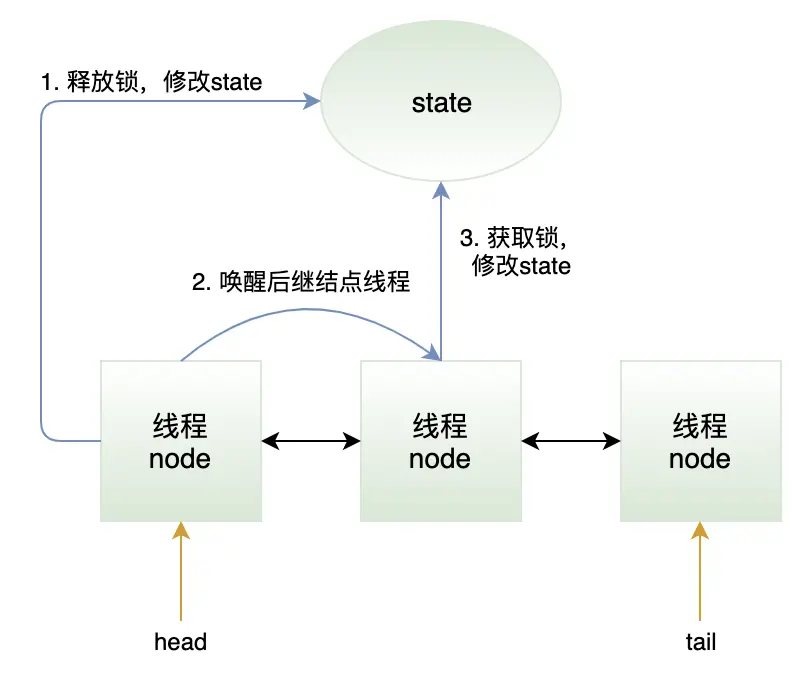 1. 释放锁，修改state
state
3. 获取锁，
修改state
2. 唤醒后继结点线程
线程
node
线程
node
线程
node
head
tail